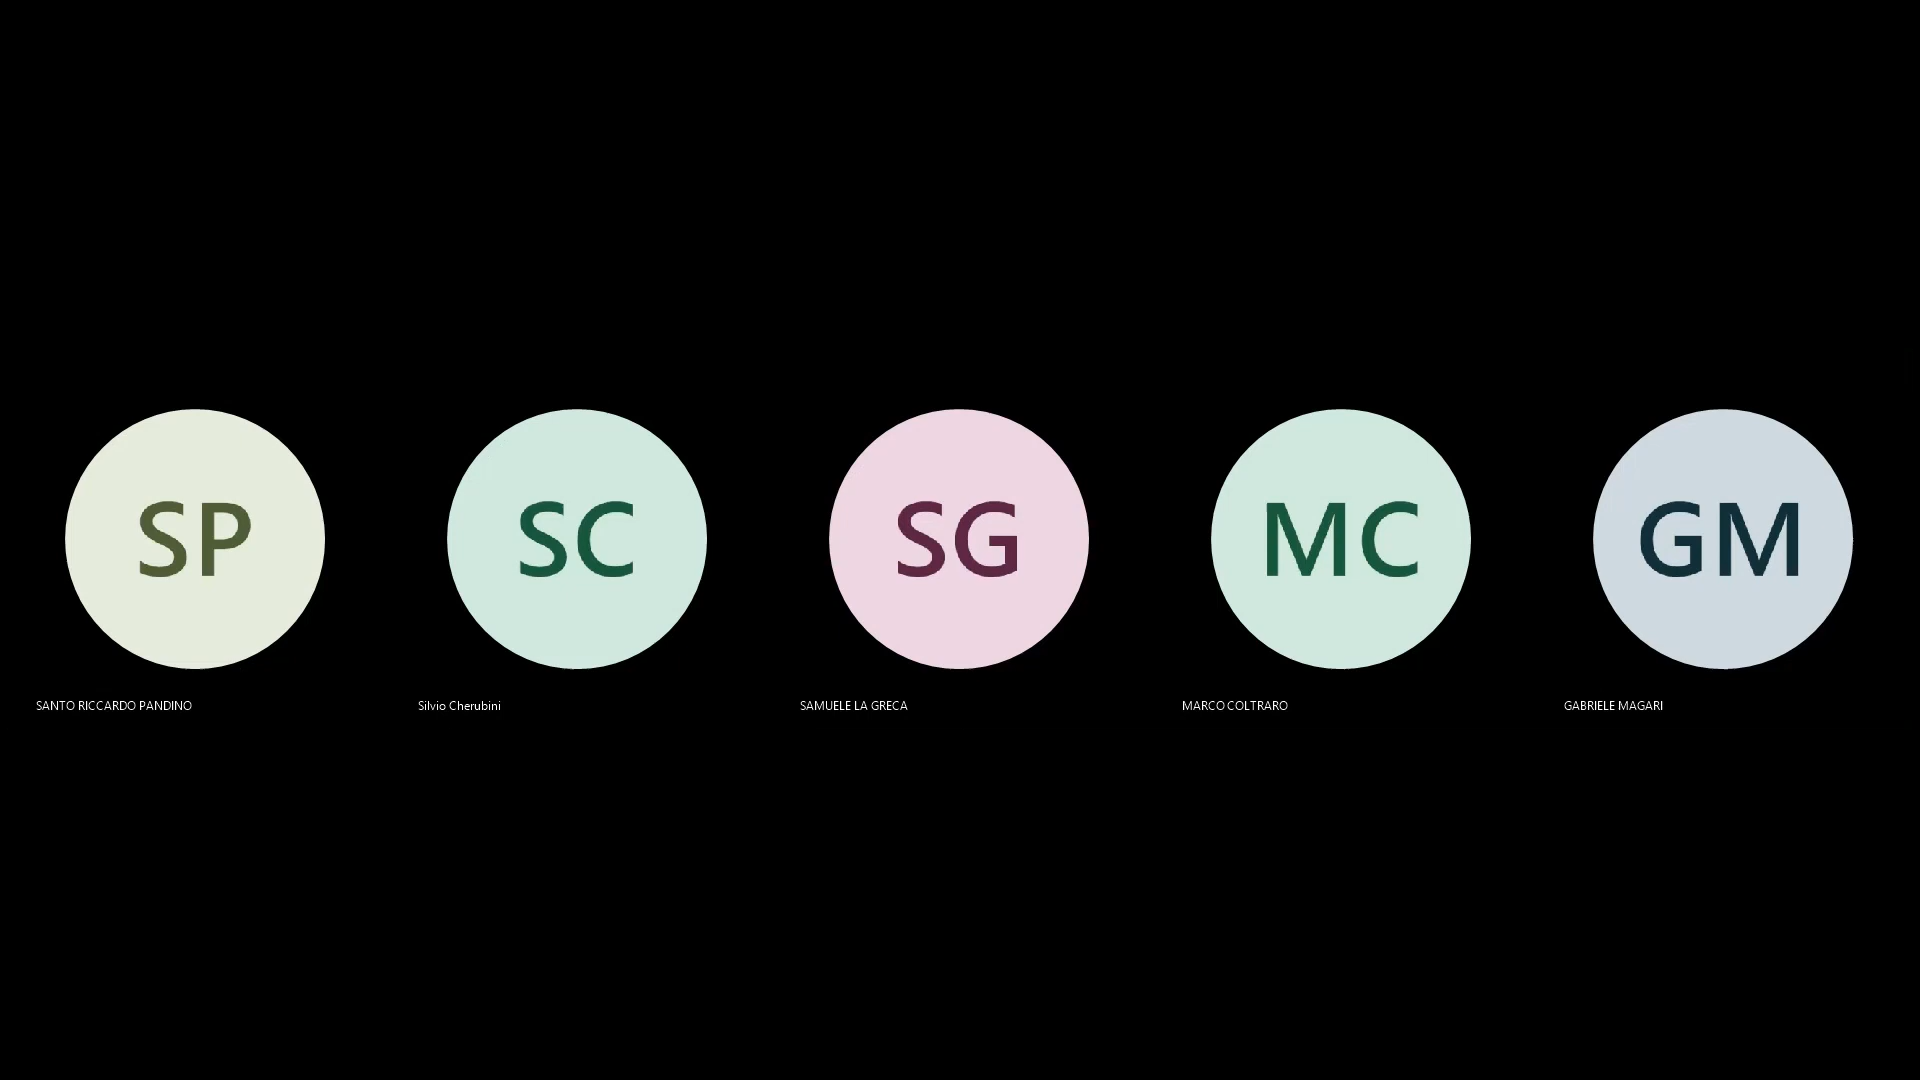 SP
SC
SG
MC
GM
SANTO RICCARDO PANDINO
Silvio Cherubini
SAMUELE LA GRECA
MARCO COLTRARO
GABRIELE MAGARI